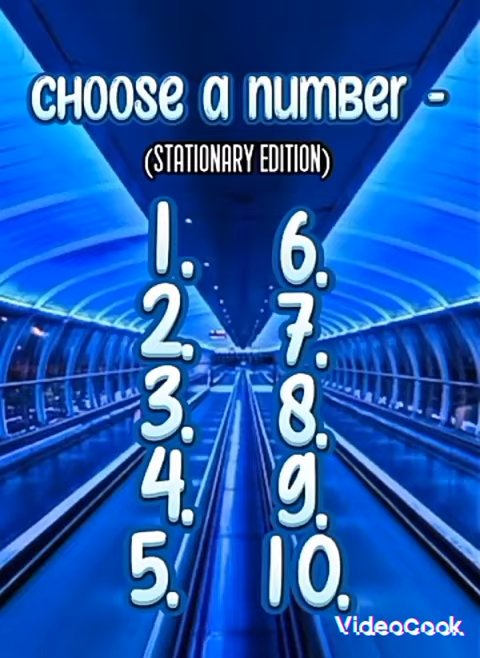 CHOOSE a NUMBER -
(STATIONARY EDITION)
1. 6.
2. 7.
3. 8.
4. 9.
5. 10.
VideoCook